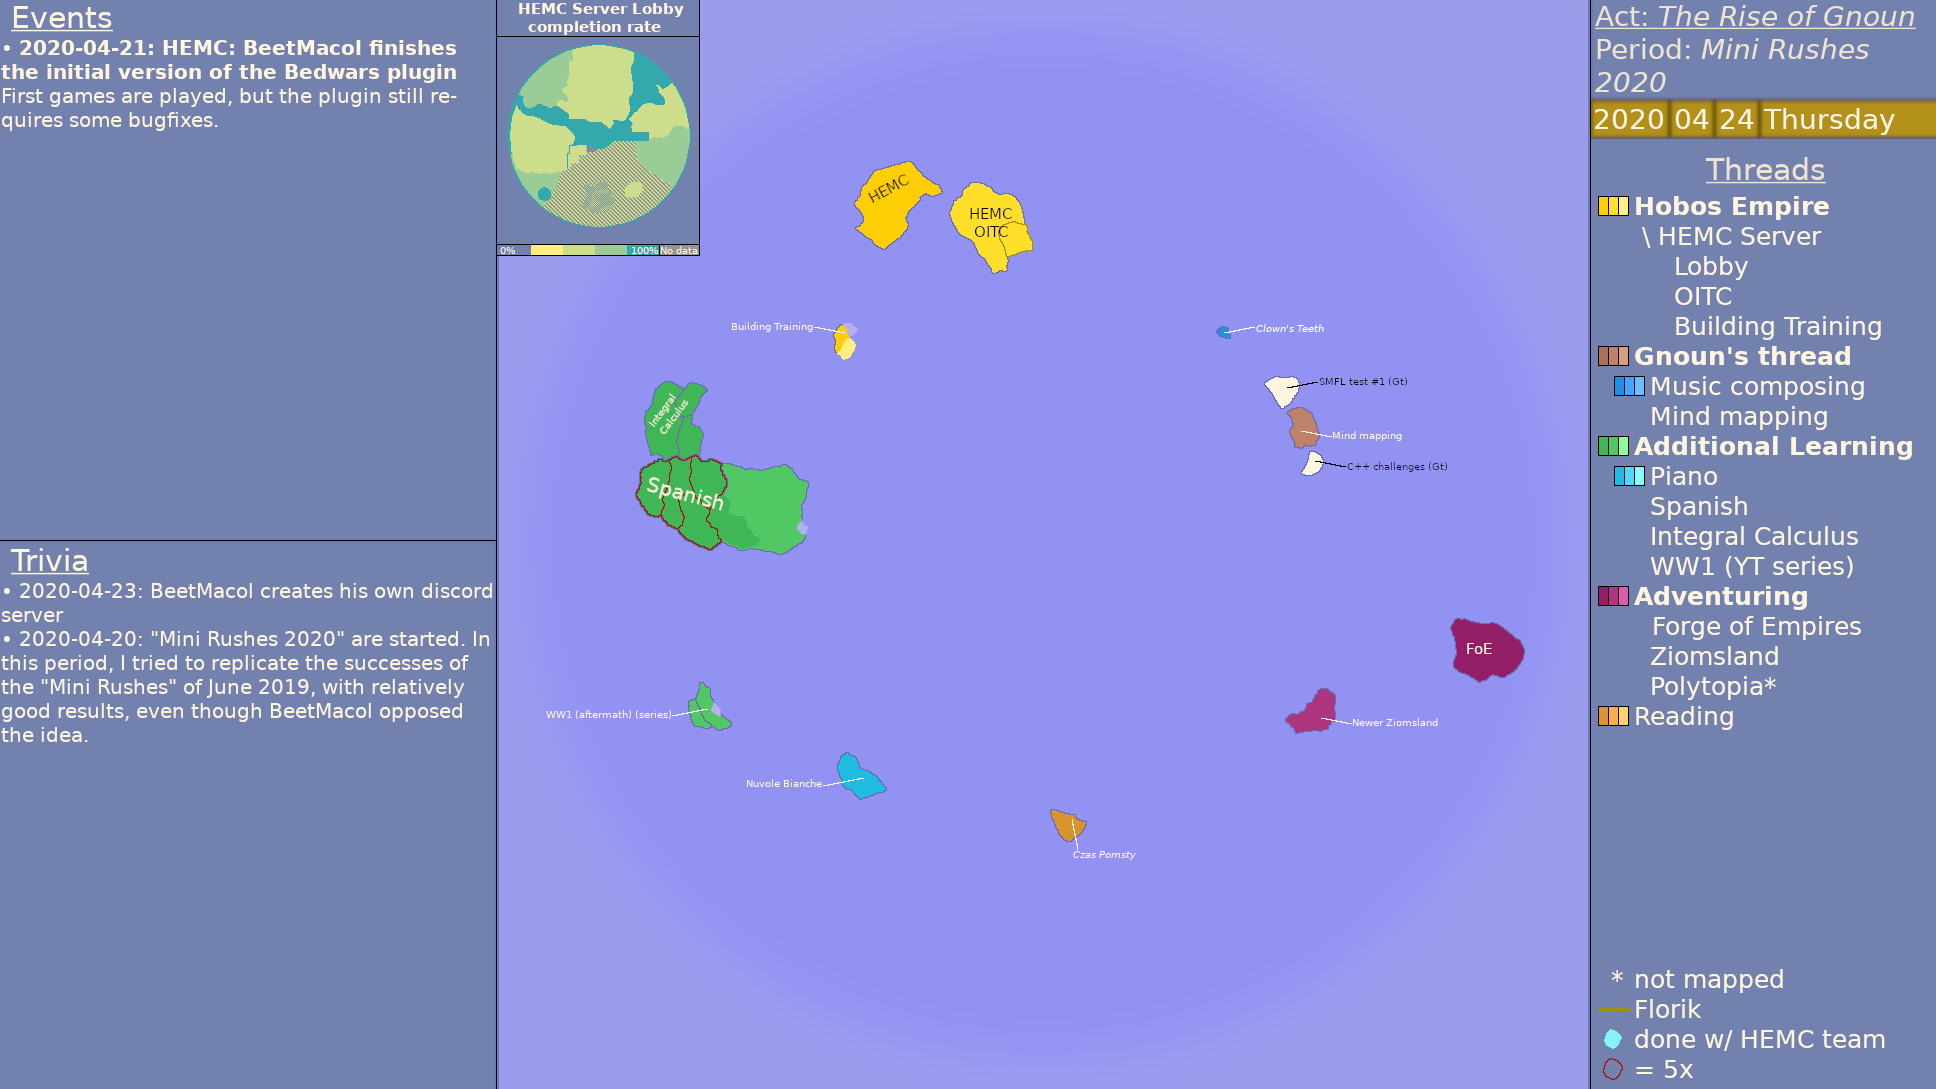 Events
• 2020-04-21: HEMC: BeetMacol finishes
the initial version of the Bedwars plugin
First games are played, but the plugin still re-
quires some bugfixes.
Trivia
• 2020-04-23: BeetMacol creates his own discord
server
• 2020-04-20: "Mini Rushes 2020" are started. In
this period, I tried to replicate the successes of
the "Mini Rushes" of June 2019, with relatively
good results, even though BeetMacol opposed
the idea.
HEMC Server Lobby
completion rate
0%
100%
No data
HEMC
HEMC
OITC
Building Training
Clown's Teeth
SMFL test #1 (Gt)
Mind mapping
C++ challenges (Gt)
Integral
Calculus
Spanish
FoE
WW1 (aftermath) (series)
Newer Ziomsland
Nuvole Bianche
Czas Pomsty
Act: The Rise of Gnoun
Period: Mini Rushes
2020
2020 04 24 Thursday
Threads
Hobos Empire
\ HEMC Server
Lobby
OITC
Building Training
Gnoun's thread
Music composing
Mind mapping
Additional Learning
Piano
Spanish
Integral Calculus
WW1 (YT series)
Adventuring
Forge of Empires
Ziomsland
Polytopia*
Reading
* not mapped
Florik
done w/ HEMC team
= 5x